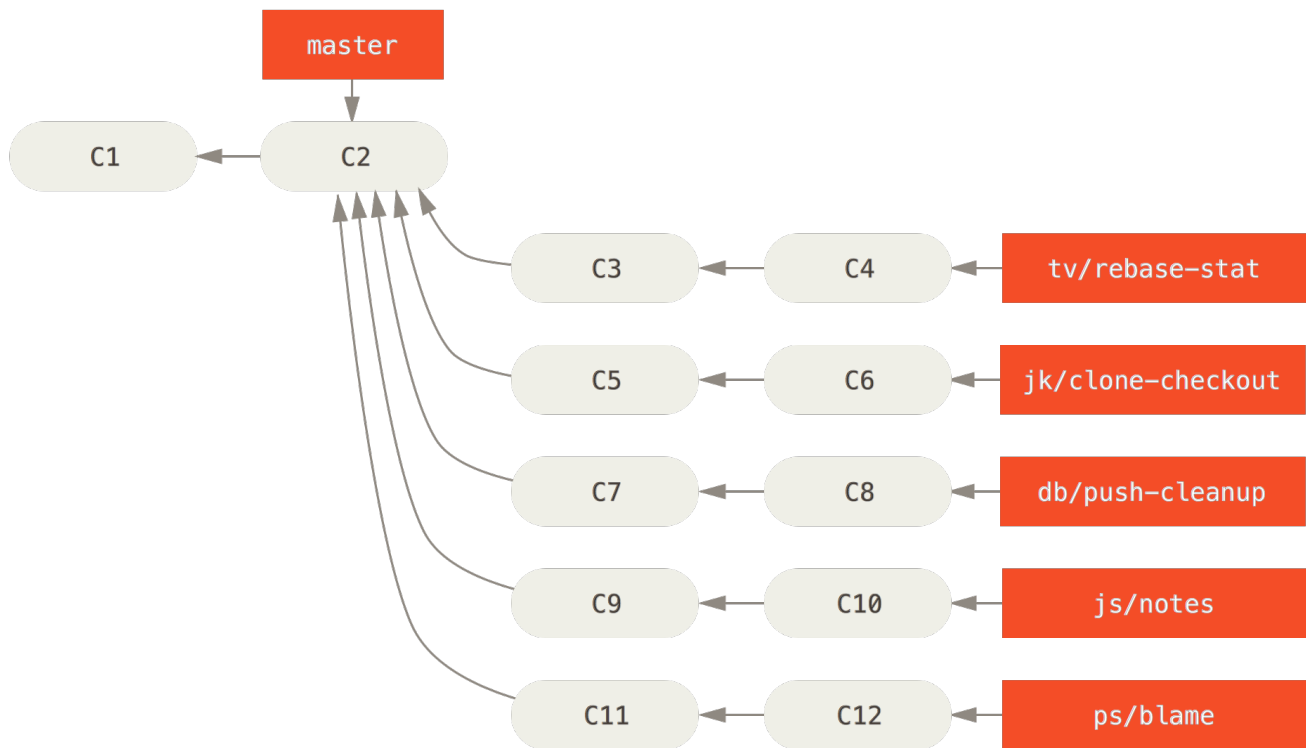 master
C1
C2
C3
C4
tv/rebase-stat
C5
C6
jk/clone-checkout
C7
C8
db/push-cleanup
C9
C10
js/notes
C11
C12
ps/blame